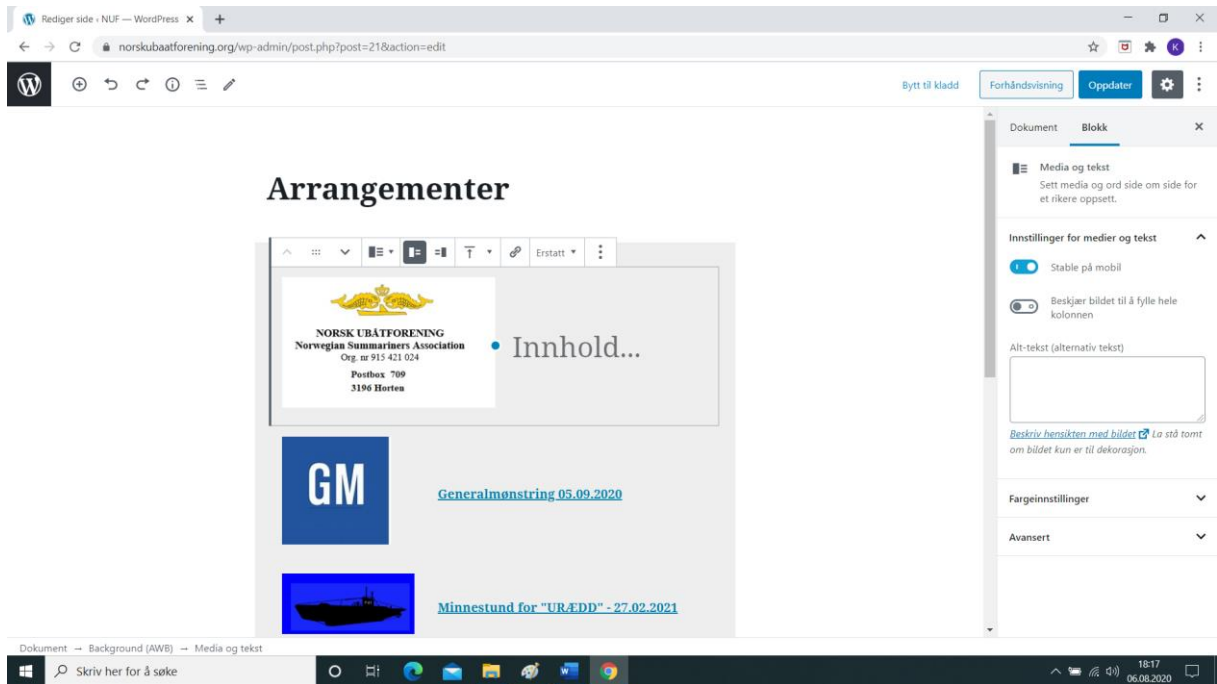 Rediger side ‹ NUF — WordPress
norskubaatforening.org/wp-admin/post.php?post=21&action=edit
K
Bytt til kladd
Forhåndsvisning
Oppdater
Dokument
Blokk
Media og tekst
Sett media og ord side om side for
et rikere oppsett.
Arrangementer
Innstillinger for medier og tekst
Erstatt
Stable på mobil
Beskjær bildet til å fylle hele
kolonnen
NORSK UBÅTFORENING
Norwegian Summariners Association
Org. nr 915 421 024
Postbox 709
3196 Horten
Innhold...
Alt-tekst (alternativ tekst)
Beskriv hensikten med bildet La stå tomt
om bildet kun er til dekorasjon.
GM
Generalmønstring 05.09.2020
Fargeinnstillinger
Avansert
Minnestund for "URÆDD" - 27.02.2021
Dokument → Background (AWB) → Media og tekst
Skriv her for å søke
18:17
06.08.2020